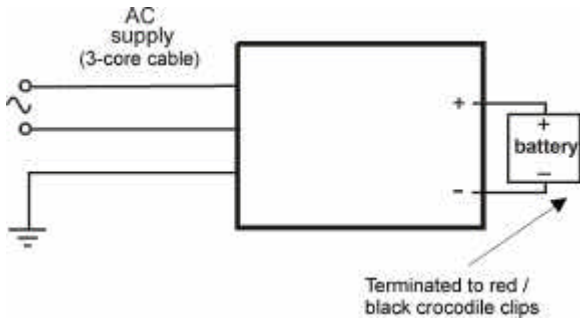 AC
supply
(3-core cable)
+
+
battery
–
-
Terminated to red /
black crocodile clips